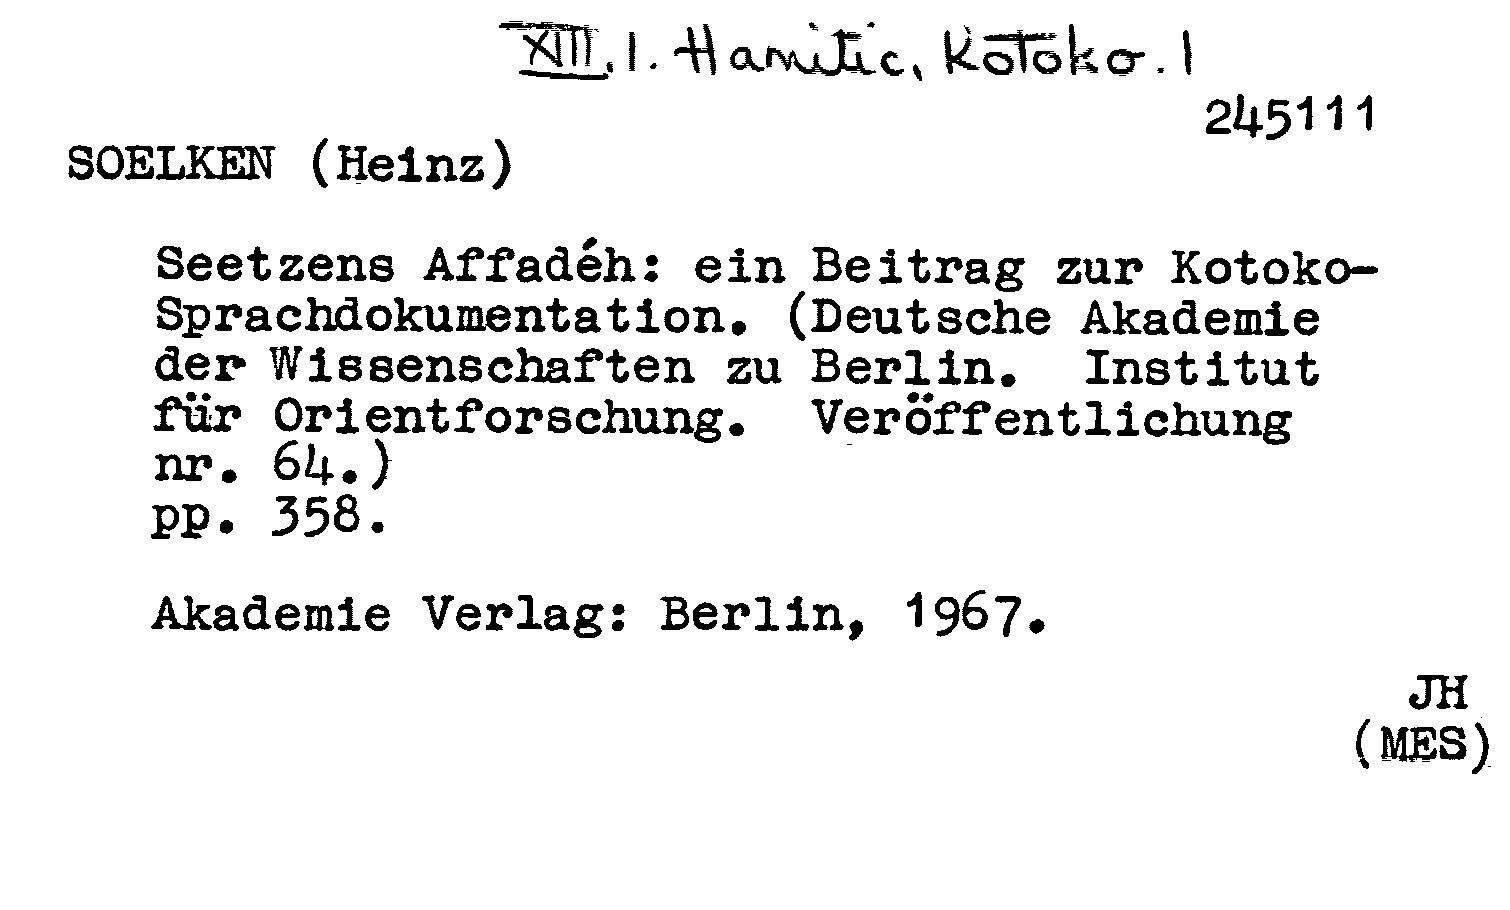 XIII.1. Hamitic, Kotoko.1
245111
SOELKEN (Heinz)
Seetzens Affadéh: ein Beitrag zur Kotoko-
Sprachdokumentation. (Deutsche Akademie
der Wissenschaften zu Berlin. Institut
für Orientforschung. Veröffentlichung
nr. 64.)
pp. 358.
Akademie Verlag: Berlin, 1967.
JH
(MES)